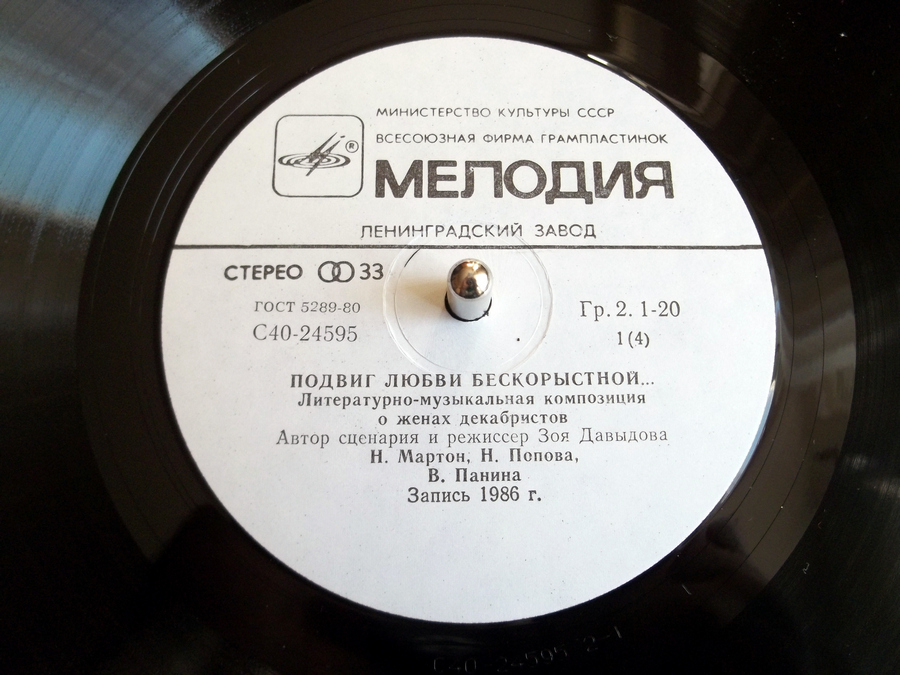 МИНИСТЕРСТВО КУЛЬТУРЫ СССР
ВСЕСОЮЗНАЯ ФИРМА ГРАМПЛАСТИНОК
®
МЕЛОДИЯ
ЛЕНИНГРАДСКИЙ ЗАВОД
СТЕРЕО 33
ГОСТ 5289-80
С40-24595
Гр. 2. 1-20
1 (4)
ПОДВИГ ЛЮБВИ БЕСКОРЫСТНОЙ...
Литературно-музыкальная композиция
о женах декабристов
Автор сценария и режиссер Зоя Давыдова
Н. Мартон, Н. Попова,
В. Панина
Запись 1986 г.